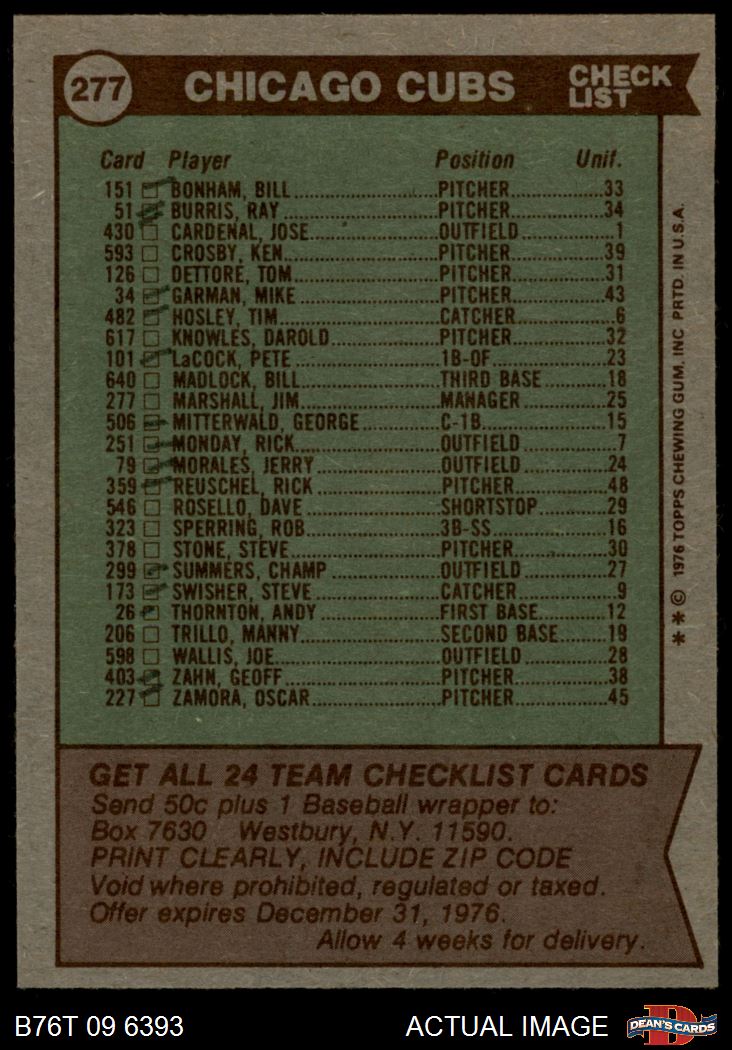 277 CHICAGO CUBS CHECK LIST
Card Player Position Unif.
151 BONHAM, BILL PITCHER 33
51 BURRIS, RAY PITCHER 34
430 CARDENAL, JOSE OUTFIELD 1
593 CROSBY, KEN PITCHER 39
126 DETTORE, TOM PITCHER 31
34 GARMAN, MIKE PITCHER 43
482 HOSLEY, TIM CATCHER 6
617 KNOWLES, DAROLD PITCHER 32
101 LaCOCK, PETE 1B-OF 23
640 MADLOCK, BILL THIRD BASE 18
277 MARSHALL, JIM MANAGER 25
506 MITTERWALD, GEORGE C-1B 15
251 MONDAY, RICK OUTFIELD 7
79 MORALES, JERRY OUTFIELD 24
359 REUSCHEL, RICK PITCHER 48
546 ROSELLO, DAVE SHORTSTOP 29
323 SPERRING, ROB 3B-SS 16
378 STONE, STEVE PITCHER 30
299 SUMMERS, CHAMP OUTFIELD 27
173 SWISHER, STEVE CATCHER 9
26 THORNTON, ANDY FIRST BASE 12
206 TRILLO, MANNY SECOND BASE 19
598 WALLIS, JOE OUTFIELD 28
403 ZAHN, GEOFF PITCHER 38
227 ZAMORA, OSCAR PITCHER 45
* * © 1976 TOPPS CHEWING GUM, INC PRTD. IN U.S.A.
GET ALL 24 TEAM CHECKLIST CARDS
Send 50c plus 1 Baseball wrapper to:
Box 7630 Westbury, N.Y. 11590.
PRINT CLEARLY, INCLUDE ZIP CODE
Void where prohibited, regulated or taxed.
Offer expires December 31, 1976.
Allow 4 weeks for delivery.
B76T 09 6393 ACTUAL IMAGE D DEAN'S CARDS